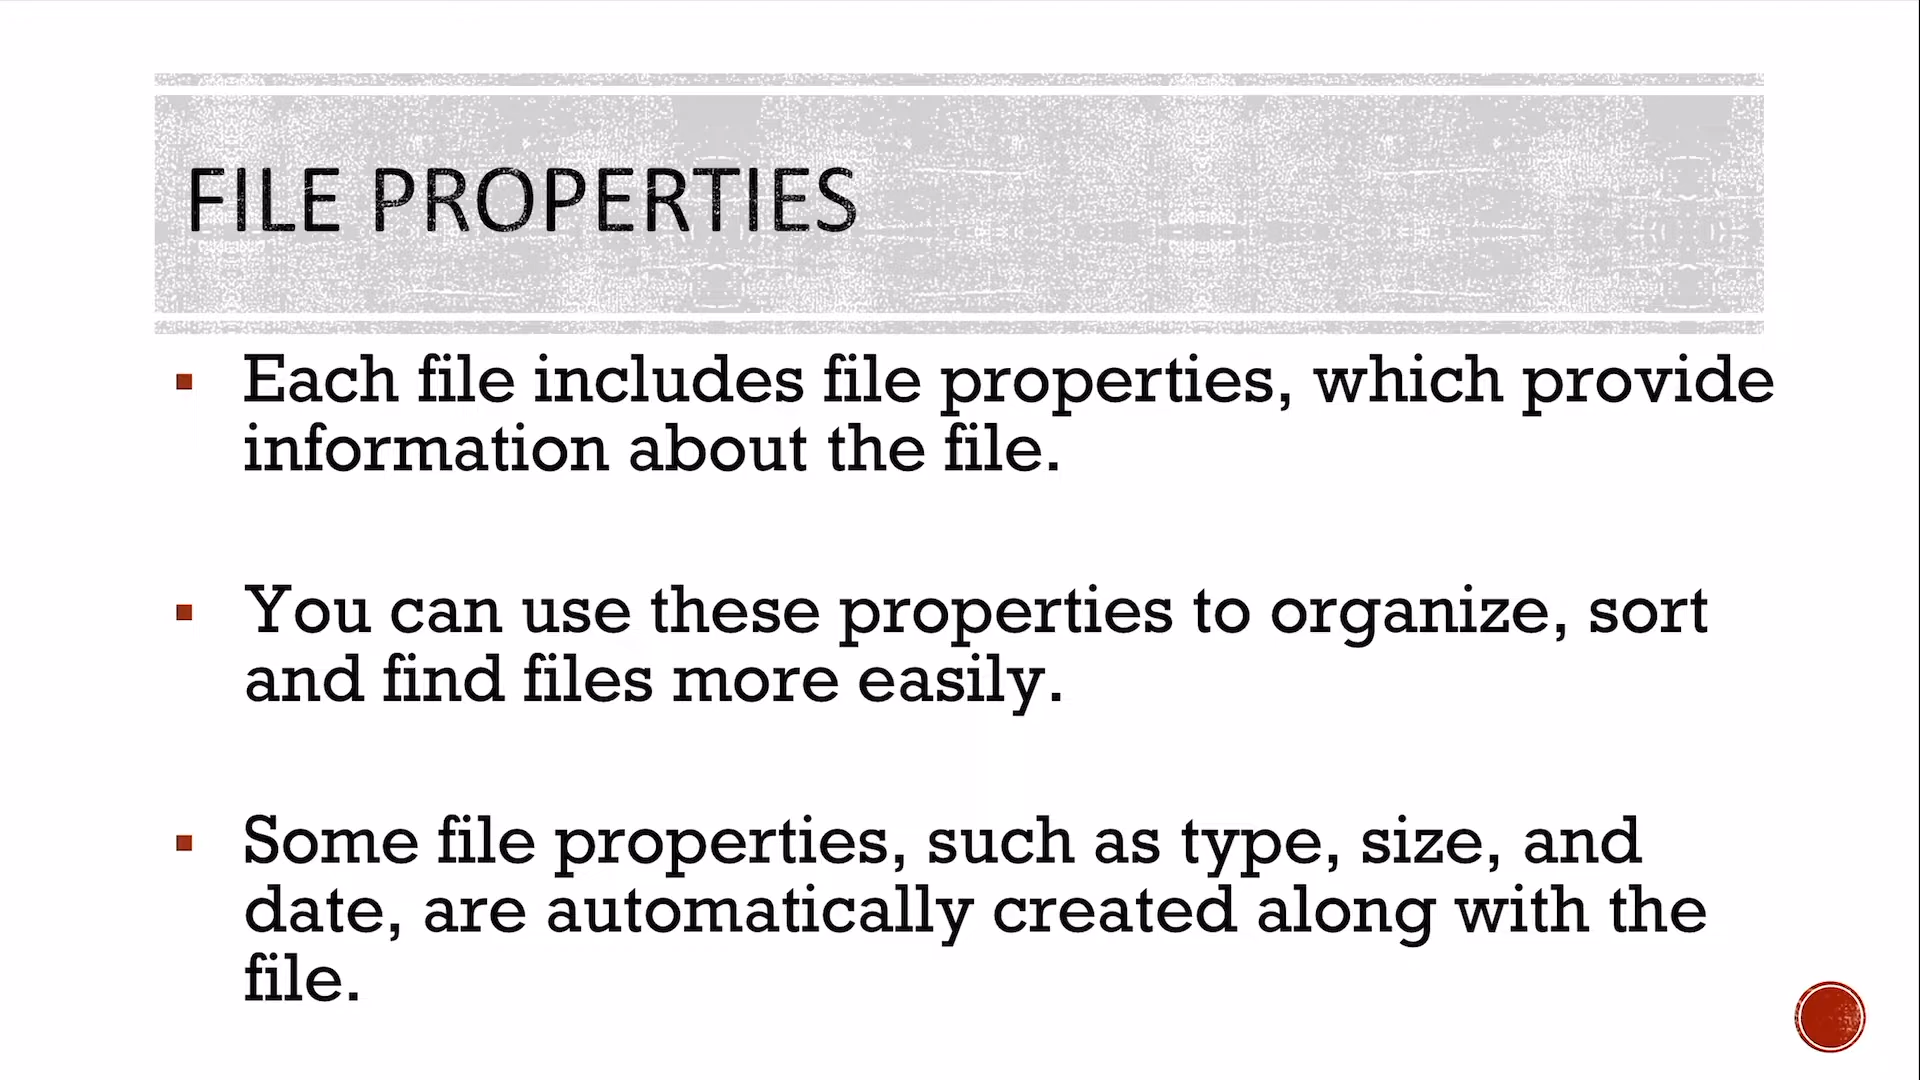 FILE PROPERTIES
▪ Each file includes file properties, which provide
information about the file.
▪ You can use these properties to organize, sort
and find files more easily.
▪ Some file properties, such as type, size, and
date, are automatically created along with the
file.